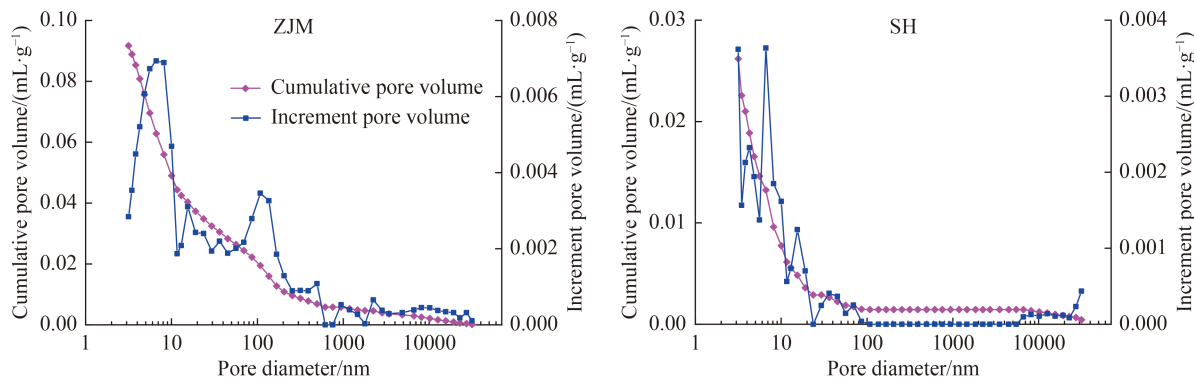 ZJM
Cumulative pore volume/(mL·g⁻¹)
0.10
0.08
0.06
0.04
0.02
0.00
Cumulative pore volume
Increment pore volume
0.008
0.006
0.004
0.002
0.000
Increment pore volume/(mL·g⁻¹)
1 10 100 1000 10000
Pore diameter/nm
SH
Cumulative pore volume/(mL·g⁻¹)
0.03
0.02
0.01
0.00
0.004
0.003
0.002
0.001
0.000
Increment pore volume/(mL·g⁻¹)
1 10 100 1000 10000
Pore diameter/nm